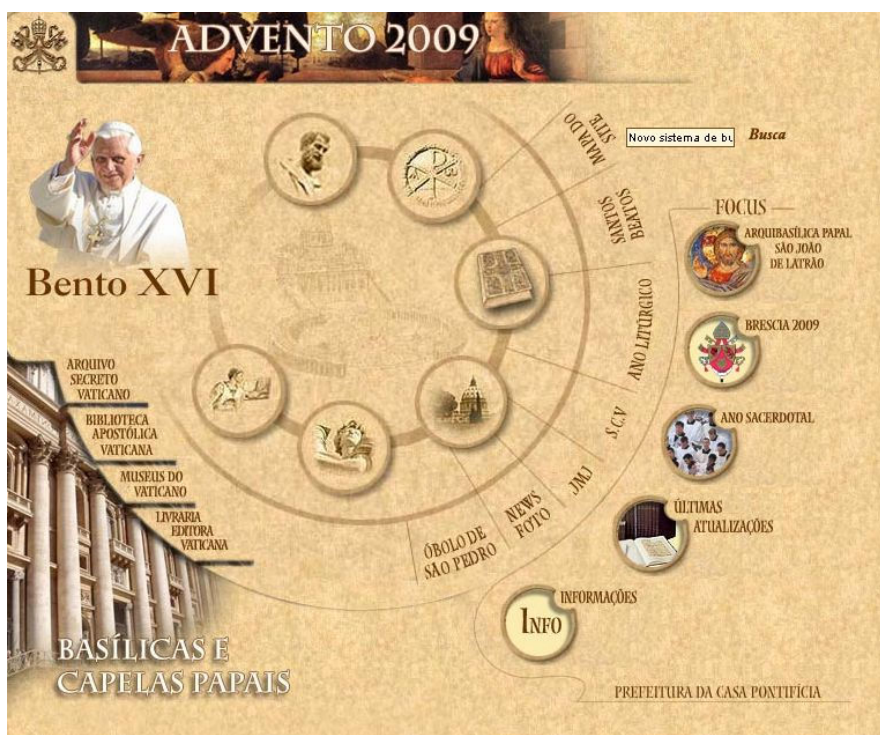 ADVENTO 2009
MAPA DO
SITE
Novo sistema de bu
Busca
SANTOS
BEATOS
FOCUS
ARQUIBASÍLICA PAPAL
SÃO JOÃO
DE LATRÃO
Bento XVI
ANO LITÚRGICO
BRESCIA 2009
ARQUIVO
SECRETO
VATICANO
BIBLIOTECA
APOSTÓLICA
VATICANA
MUSEUS DO
VATICANO
LIVRARIA
EDITORA
VATICANA
S.C.V
ANO SACERDOTAL
JMJ
NEWS
FOTO
ÓBOLO DE
SÃO PEDRO
ÚLTIMAS
ATUALIZAÇÕES
INFORMAÇÕES
INFO
BASÍLICAS E
CAPELAS PAPAIS
PREFEITURA DA CASA PONTIFÍCIA